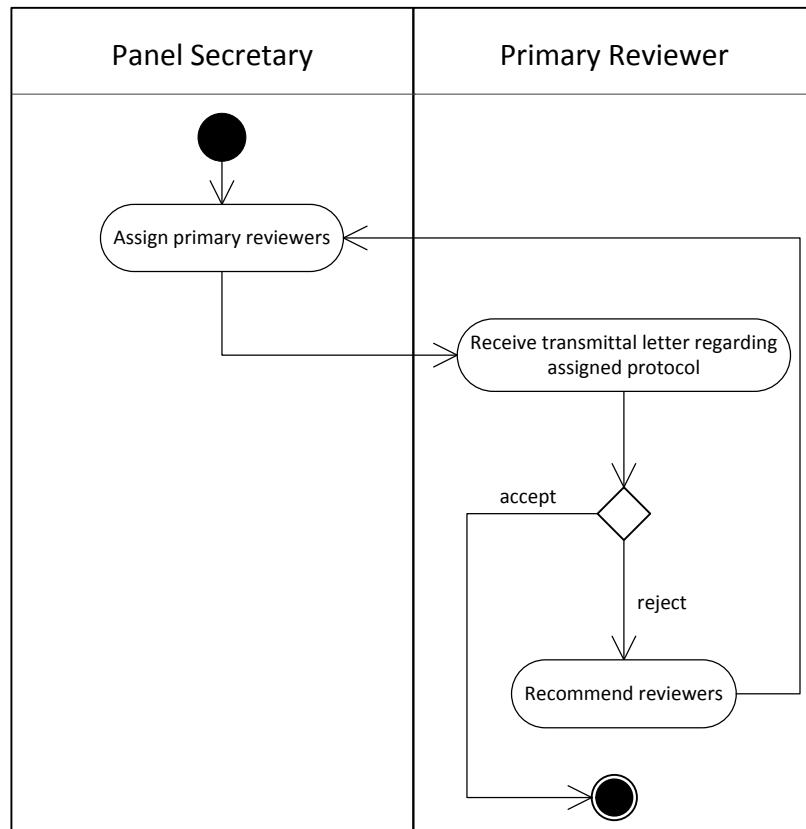 Panel Secretary
Primary Reviewer
Assign primary reviewers
Receive transmittal letter regarding
assigned protocol
accept
reject
Recommend reviewers